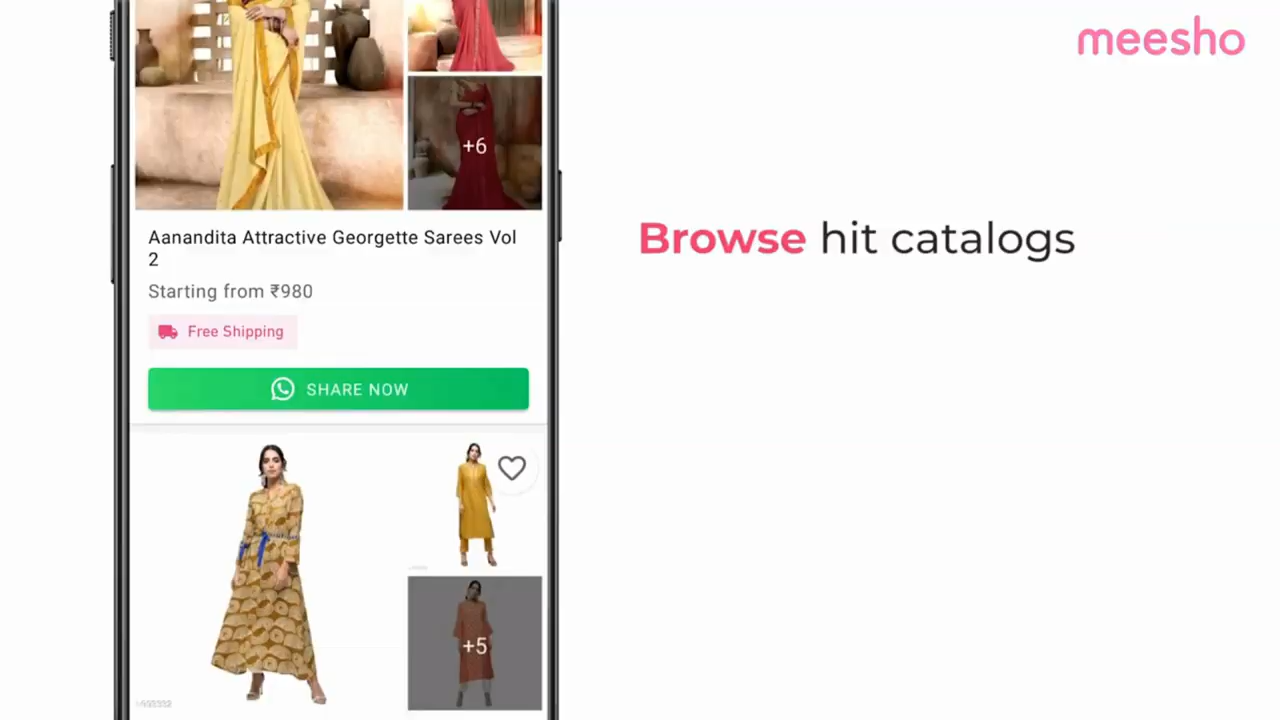 meesho
+6
Aanandita Attractive Georgette Sarees Vol
2
Starting from ₹980
Free Shipping
SHARE NOW
Browse hit catalogs
+5